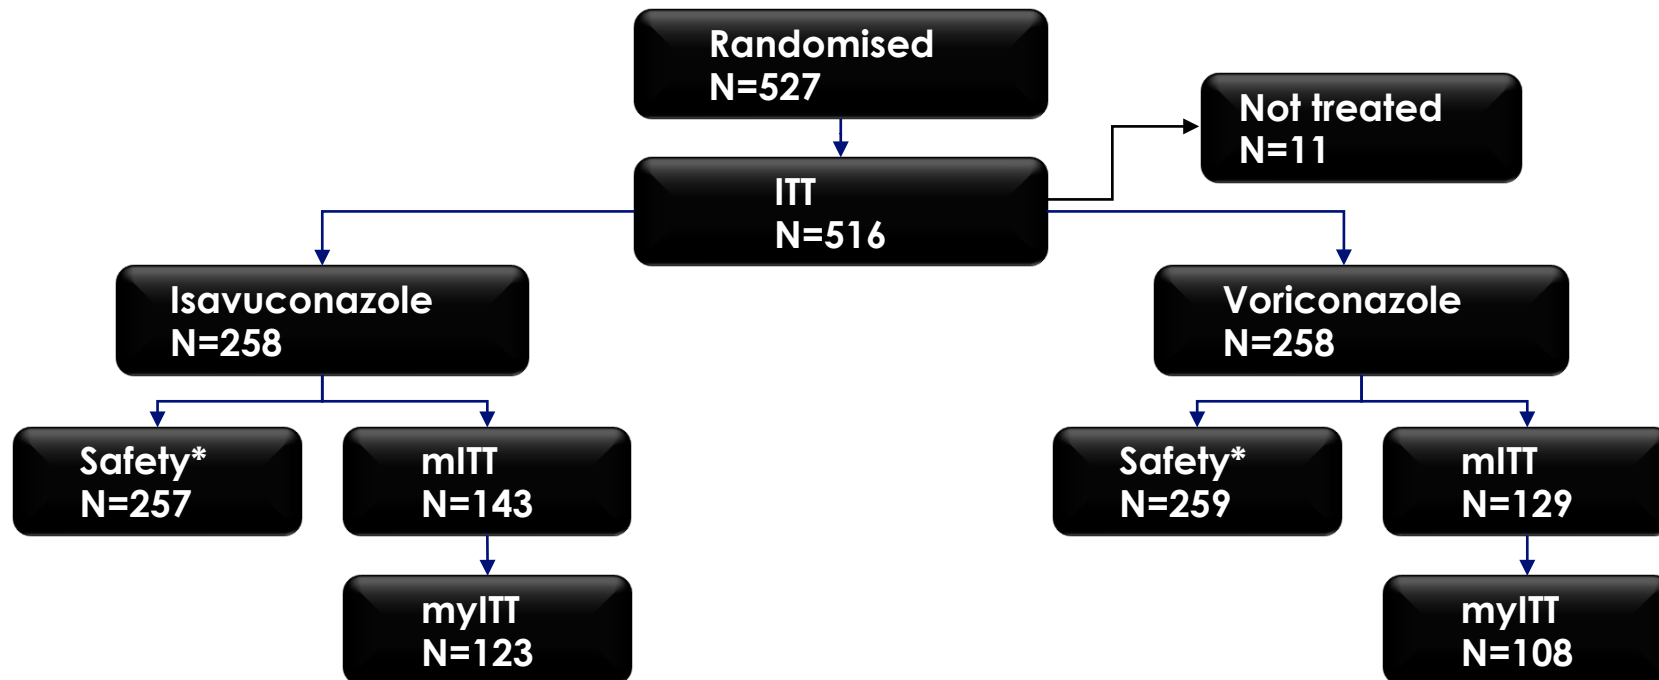 Randomised
N=527
Not treated
N=11
ITT
N=516
Isavuconazole
N=258
Voriconazole
N=258
Safety*
N=257
mITT
N=143
Safety*
N=259
mITT
N=129
myITT
N=123
myITT
N=108